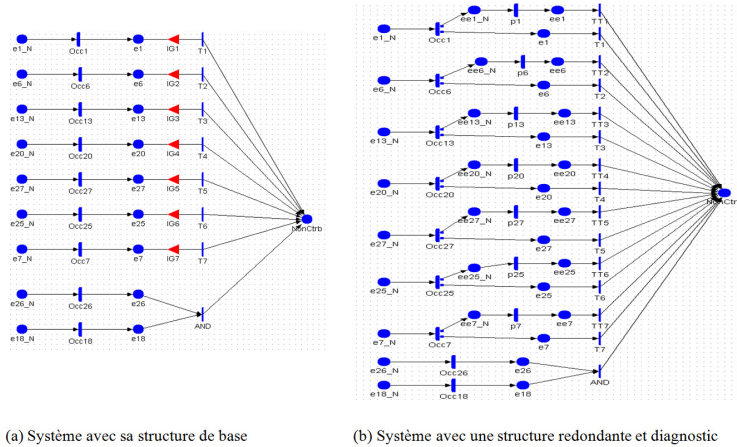 e1_N Occ1 e1 IG1 T1
e6_N Occ6 e6 IG2 T2
e13_N Occ13 e13 IG3 T3
e20_N Occ20 e20 IG4 T4
e27_N Occ27 e27 IG5 T5
e25_N Occ25 e25 IG6 T6
NonCtrb
e7_N Occ7 e7 IG7 T7
e26_N Occ26 e26
AND
e18_N Occ18 e18
(a) Système avec sa structure de base
ee1_N p1 ee1 TT1
e1_N Occ1 e1 T1
ee6_N p6 ee6 TT2
e6_N Occ6 e6 T2
ee13_N p13 ee13 TT3
e13_N Occ13 e13 T3
ee20_N p20 ee20 TT4
e20_N Occ20 e20 T4
ee27_N p27 ee27 TT5
e27_N Occ27 e27 T5
ee25_N p25 ee25 TT6
e25_N Occ25 e25 T6
ee7_N p7 ee7 TT7
e7_N Occ7 e7 T7
e26_N Occ26 e26
AND
e18_N Occ18 e18
(b) Système avec une structure redondante et diagnostic